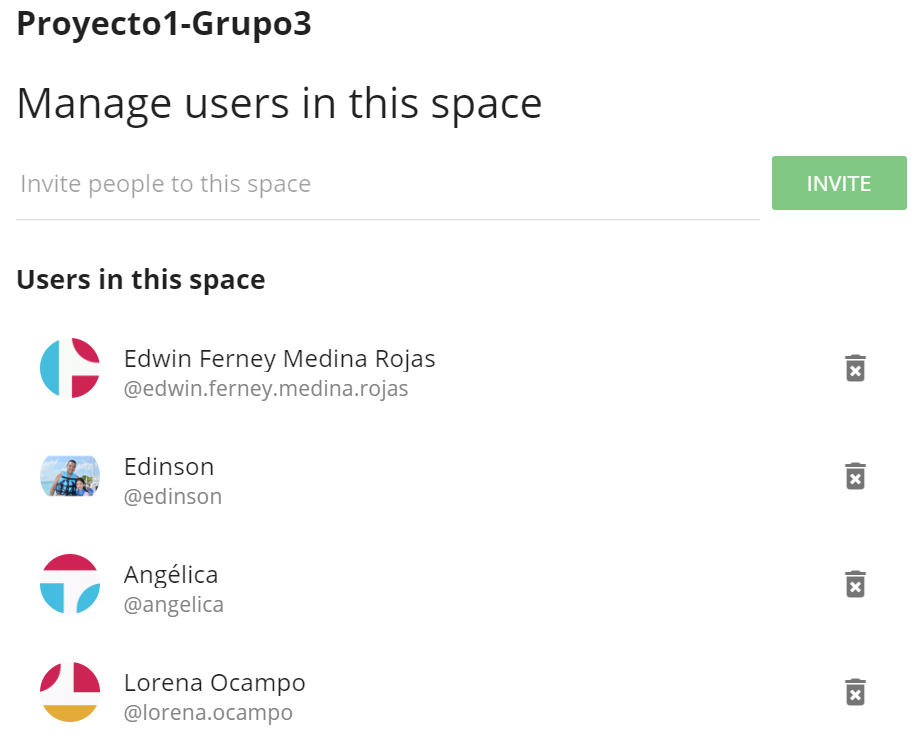 Proyecto1-Grupo3
Manage users in this space
Invite people to this space
INVITE
Users in this space
Edwin Ferney Medina Rojas
@edwin.ferney.medina.rojas
Edinson
@edinson
Angélica
@angelica
Lorena Ocampo
@lorena.ocampo